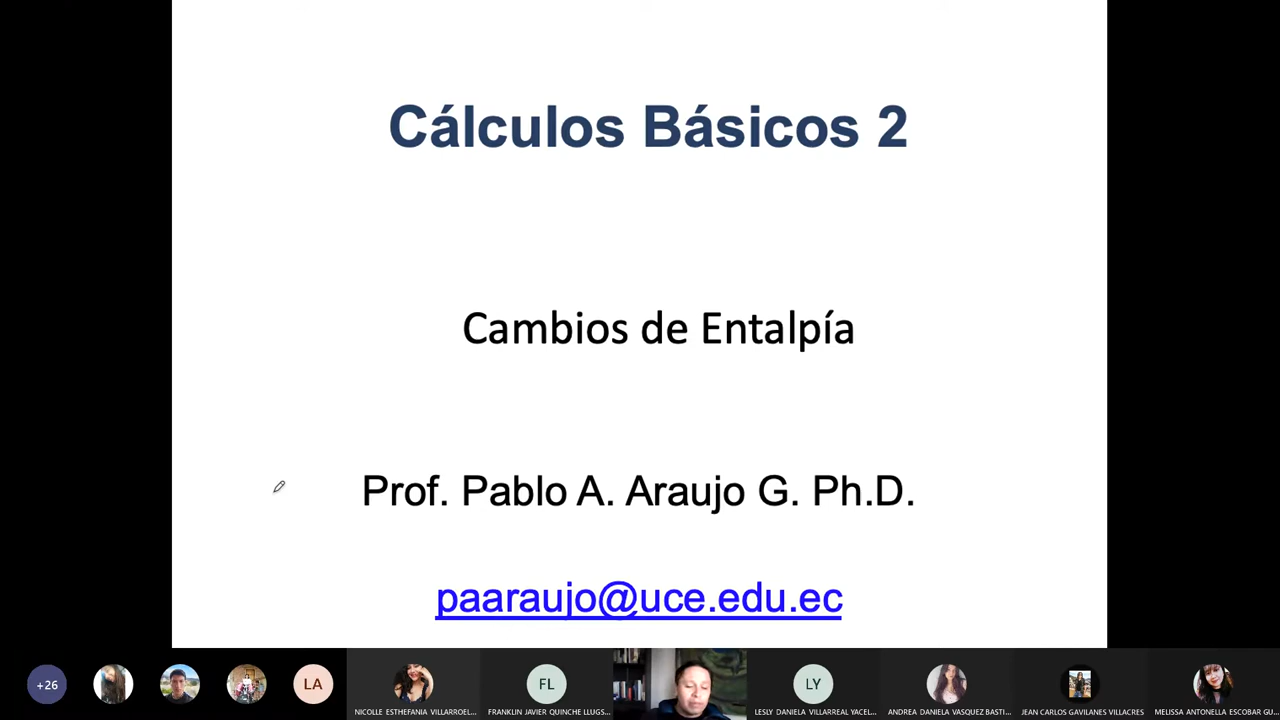 Cálculos Básicos 2
Cambios de Entalpía
Prof. Pablo A. Araujo G. Ph.D.
paaraujo@uce.edu.ec
+26
LA
FL
LY
NICOLLE ESTHEFANIA VILLARROEL...
FRANKLIN JAVIER QUINCHE LLUGS...
LESLY DANIELA VILLARREAL YACEL...
ANDREA DANIELA VASQUEZ BASTI...
JEAN CARLOS GAVILANES VILLACRES
MELISSA ANTONELLA ESCOBAR GU...